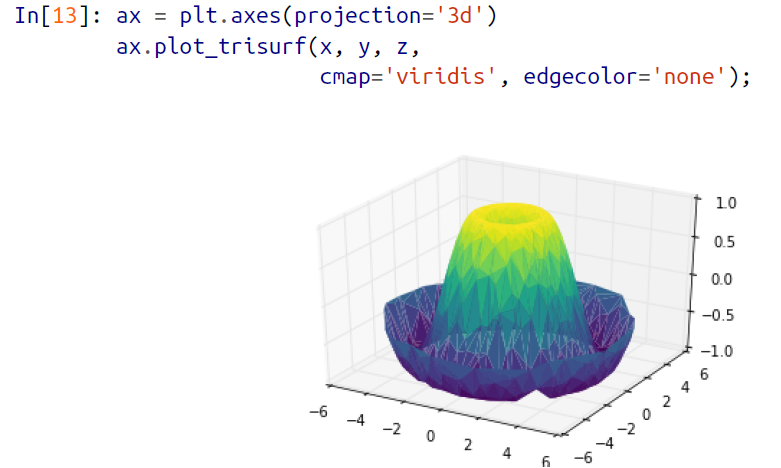 In[13]: ax = plt.axes(projection='3d')
ax.plot_trisurf(x, y, z,
cmap='viridis', edgecolor='none');
1.0
0.5
0.0
−0.5
−1.0
−6 −4 −2 0 2 4 6
−6 −4 −2 0 2 4 6